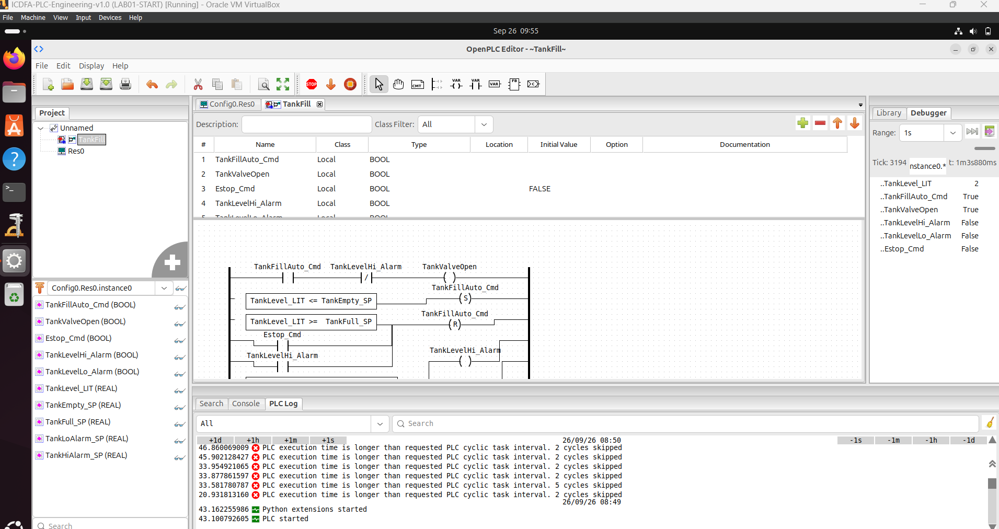 ICDFA-PLC-Engineering-v1.0 (LAB01-START) [Running] - Oracle VM VirtualBox
File Machine View Input Devices Help
Sep 26 09:55
OpenPLC Editor - ~TankFill~
File Edit Display Help
STOP CMT VAR VAR VAR FB C
Project
Unnamed
TankFill
Res0
Config0.Res0 TankFill
Description: Class Filter: All
# Name Class Type Location Initial Value Option Documentation
1 TankFillAuto_Cmd Local BOOL
2 TankValveOpen Local BOOL
3 Estop_Cmd Local BOOL FALSE
4 TankLevelHi_Alarm Local BOOL
5 TankLevelLo_Alarm Local BOOL
TankFillAuto_Cmd TankLevelHi_Alarm TankValveOpen
TankFillAuto_Cmd
TankLevel_LIT <= TankEmpty_SP S
TankFillAuto_Cmd
TankLevel_LIT >= TankFull_SP R
Estop_Cmd
TankLevelHi_Alarm
TankLevelHi_Alarm
Library Debugger
Range: 1s
Tick: 3194 nstance0.* t: 1m3s880ms
..TankLevel_LIT 2
..TankFillAuto_Cmd True
..TankValveOpen True
..TankLevelHi_Alarm False
..TankLevelLo_Alarm False
..Estop_Cmd False
Config0.Res0.instance0
TankFillAuto_Cmd (BOOL)
TankValveOpen (BOOL)
Estop_Cmd (BOOL)
TankLevelHi_Alarm (BOOL)
TankLevelLo_Alarm (BOOL)
TankLevel_LIT (REAL)
TankEmpty_SP (REAL)
TankFull_SP (REAL)
TankLoAlarm_SP (REAL)
TankHiAlarm_SP (REAL)
Search
Search Console PLC Log
All Search
+1d +1h +1m +1s 26/09/26 08:50 -1s -1m -1h -1d
46.860069009 PLC execution time is longer than requested PLC cyclic task interval. 2 cycles skipped
45.902128427 PLC execution time is longer than requested PLC cyclic task interval. 2 cycles skipped
33.954921065 PLC execution time is longer than requested PLC cyclic task interval. 2 cycles skipped
33.877861597 PLC execution time is longer than requested PLC cyclic task interval. 2 cycles skipped
33.581780787 PLC execution time is longer than requested PLC cyclic task interval. 5 cycles skipped
20.931813160 PLC execution time is longer than requested PLC cyclic task interval. 2 cycles skipped
26/09/26 08:49
43.162255986 Python extensions started
43.100792605 PLC started